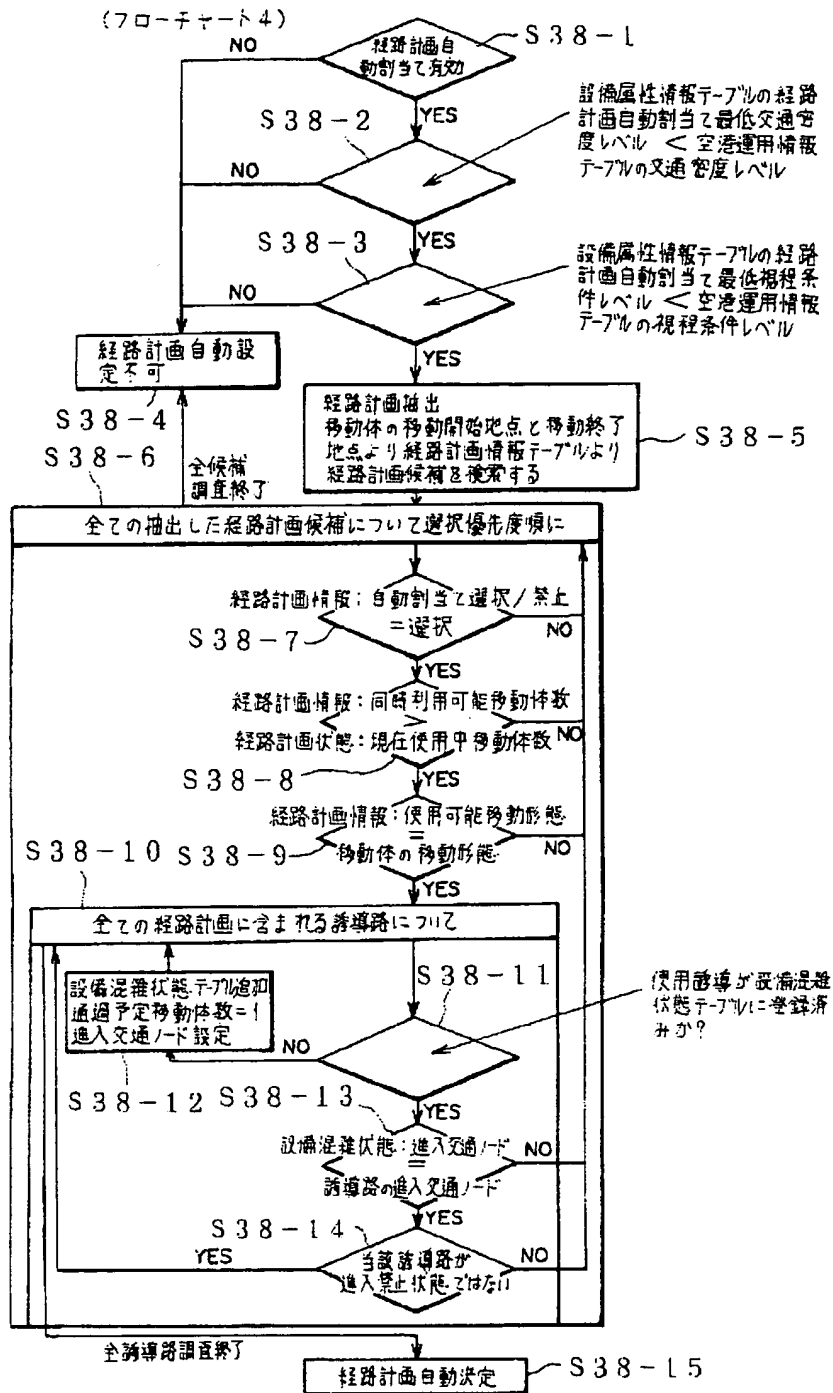 (フローチャート4)
NO
経路計画自
動割当て有効
S38-1
YES
設備属性情報テーブルの経路
計画自動割当て最低交通密
度レベル < 空港運用情報
テーブルの交通密度レベル
S38-2
NO
YES
S38-3
設備属性情報テーブルの経路
計画自動割当て最低視程条
件レベル < 空港運用情報
テーブルの視程条件レベル
NO
YES
経路計画自動設
定不可
S38-4
経路計画抽出
移動体の移動開始地点と移動終了
地点より経路計画情報テーブルより
経路計画候補を検索する
S38-5
S38-6
全候補
調査終了
全ての抽出した経路計画候補について選択優先度順に
経路計画情報:自動割当て選択/禁止
=選択
NO
S38-7
YES
経路計画情報:同時利用可能移動体数
>
NO
経路計画状態:現在使用中移動体数
S38-8
YES
経路計画情報:使用可能移動形態
=
NO
移動体の移動形態
S38-9
S38-10
YES
全ての経路計画に含まれる誘導路について
設備混雑状態テーブル追加
通過予定移動体数=1
進入交通ノード設定
S38-11
使用誘導が設備混雑
状態テーブルに登録済
みか?
NO
S38-12
S38-13
YES
設備混雑状態:進入交通ノード
=
NO
誘導路の進入交通ノード
YES
S38-14
YES
当該誘導路が
進入禁止状態ではない
NO
全誘導路調査終了
経路計画自動決定
S38-15